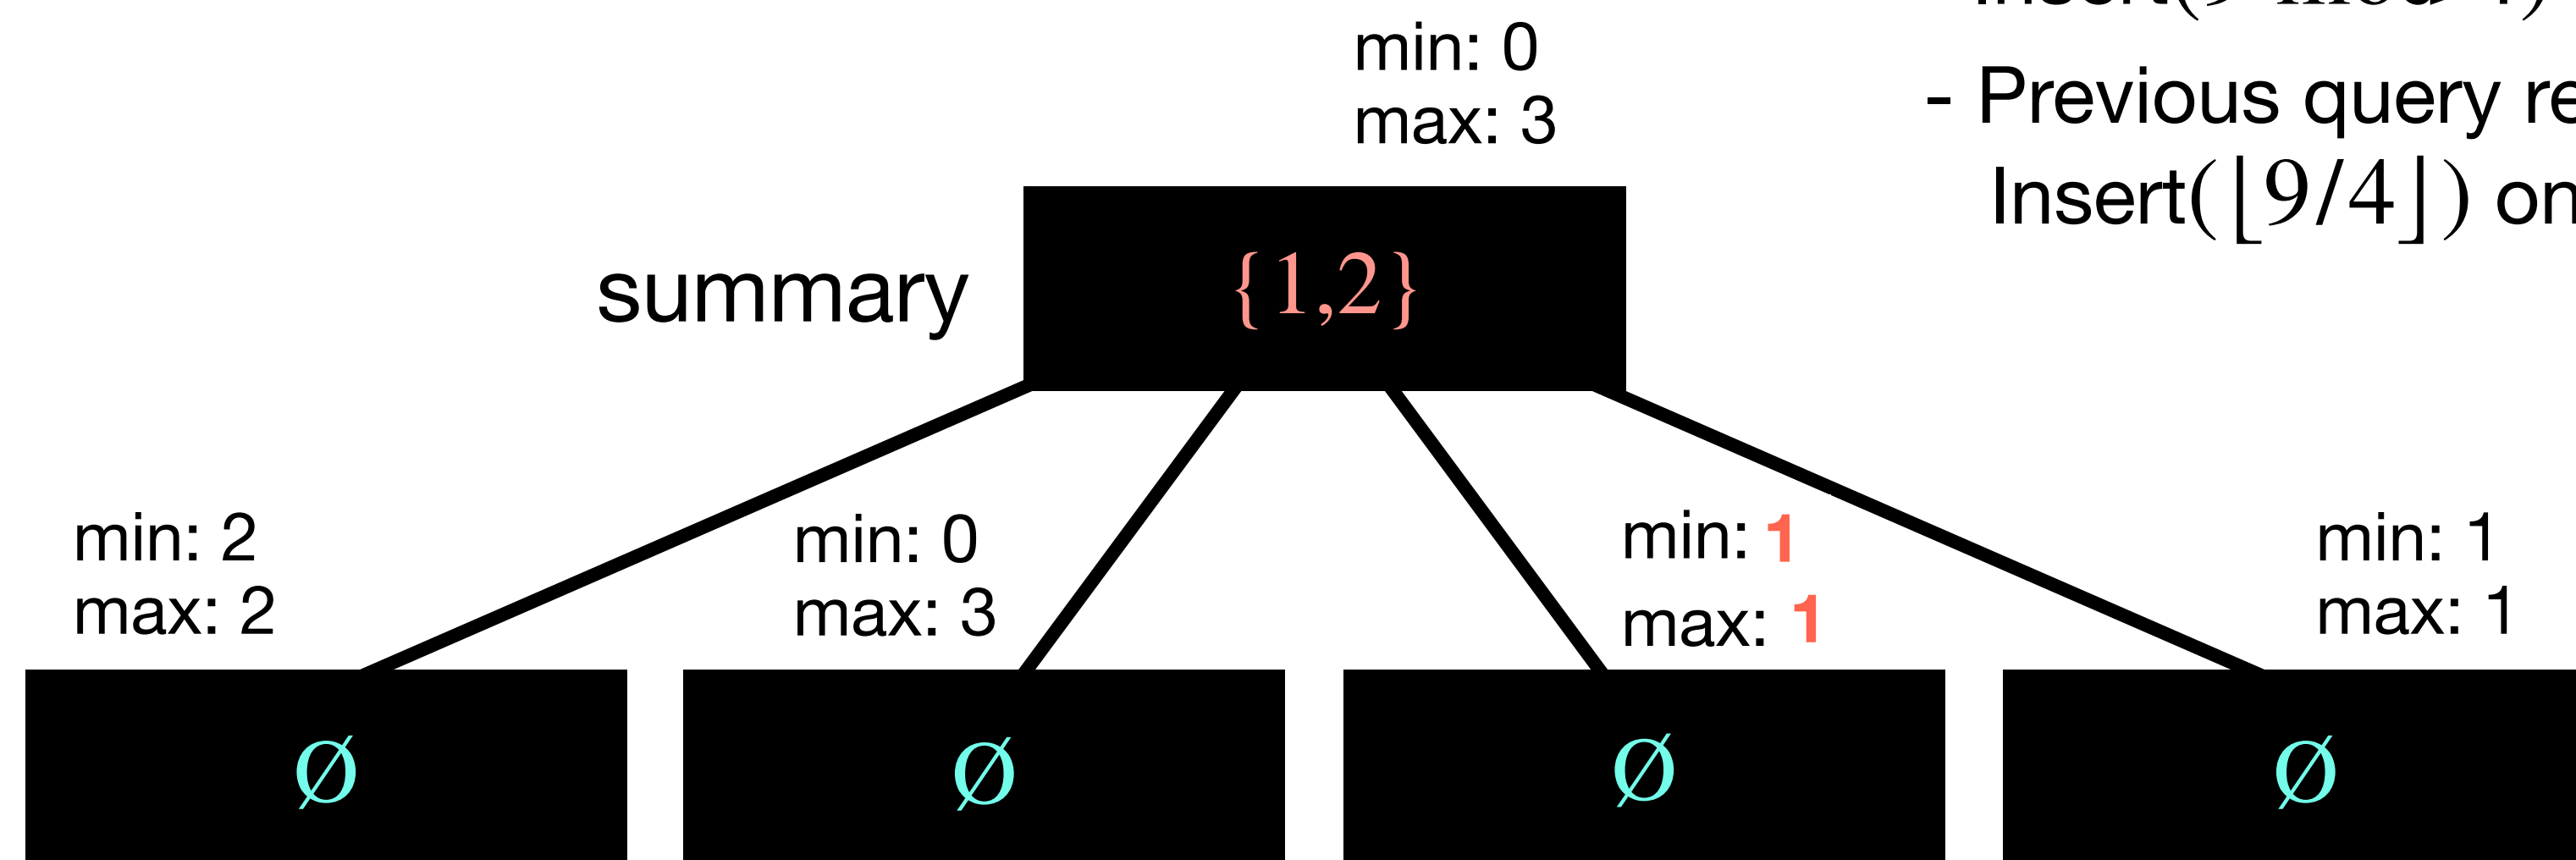 min: 0
max: 3
- Previous query
Insert(⌊9/4⌋) on
summary
{1,2}
min: 2
max: 2
min: 0
max: 3
min: 1
max: 1
min: 1
max: 1
Ø
Ø
Ø
Ø